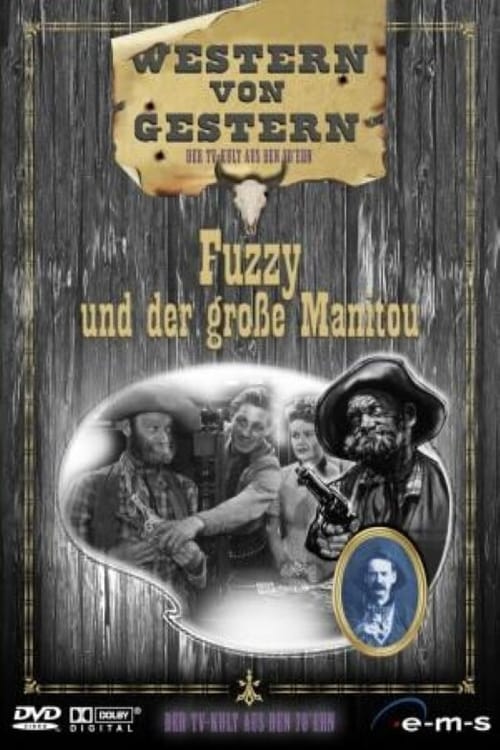 WESTERN
VON
GESTERN
DER TV-KULT AUS DEN 70'ERN
Fuzzy
und der große Manitou
DVD
VIDEO
DOLBY
DIGITAL
DER TV-KULT AUS DEN 70'ERN
e-m-s